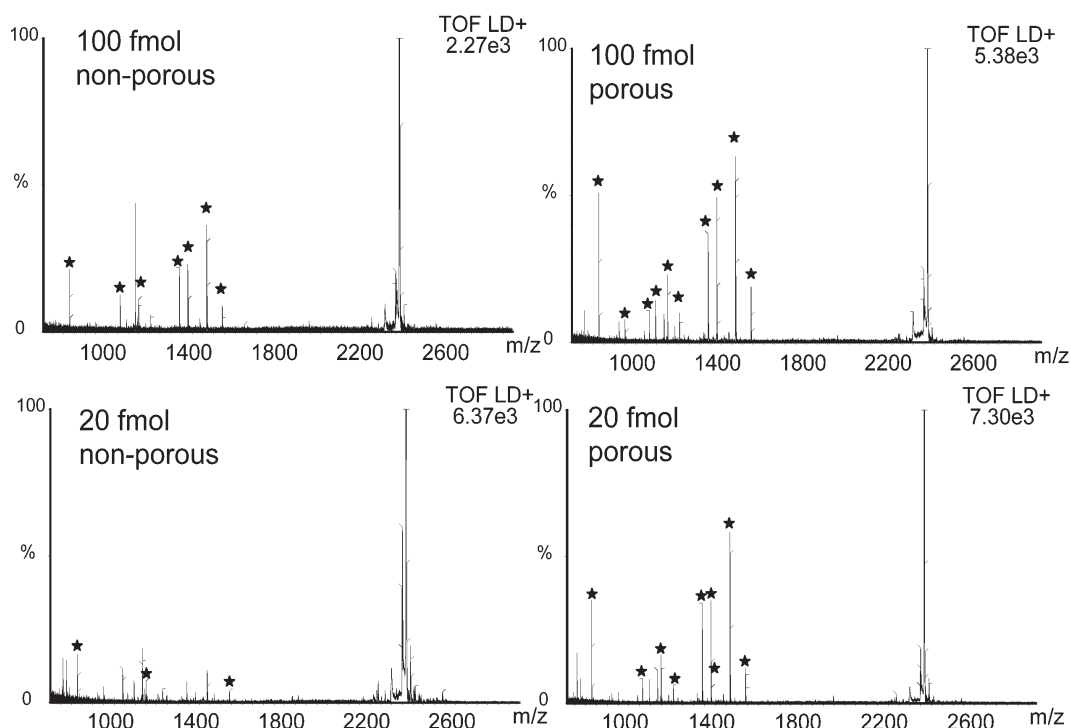 TOF LD+
2.27e3
100
100 fmol
non-porous
%
0
1000 1400 1800 2200 2600 m/z
TOF LD+
5.38e3
100
100 fmol
porous
%
0
1000 1400 1800 2200 2600 m/z
TOF LD+
6.37e3
100
20 fmol
non-porous
%
0
1000 1400 1800 2200 2600 m/z
TOF LD+
7.30e3
100
20 fmol
porous
%
0
1000 1400 1800 2200 2600 m/z